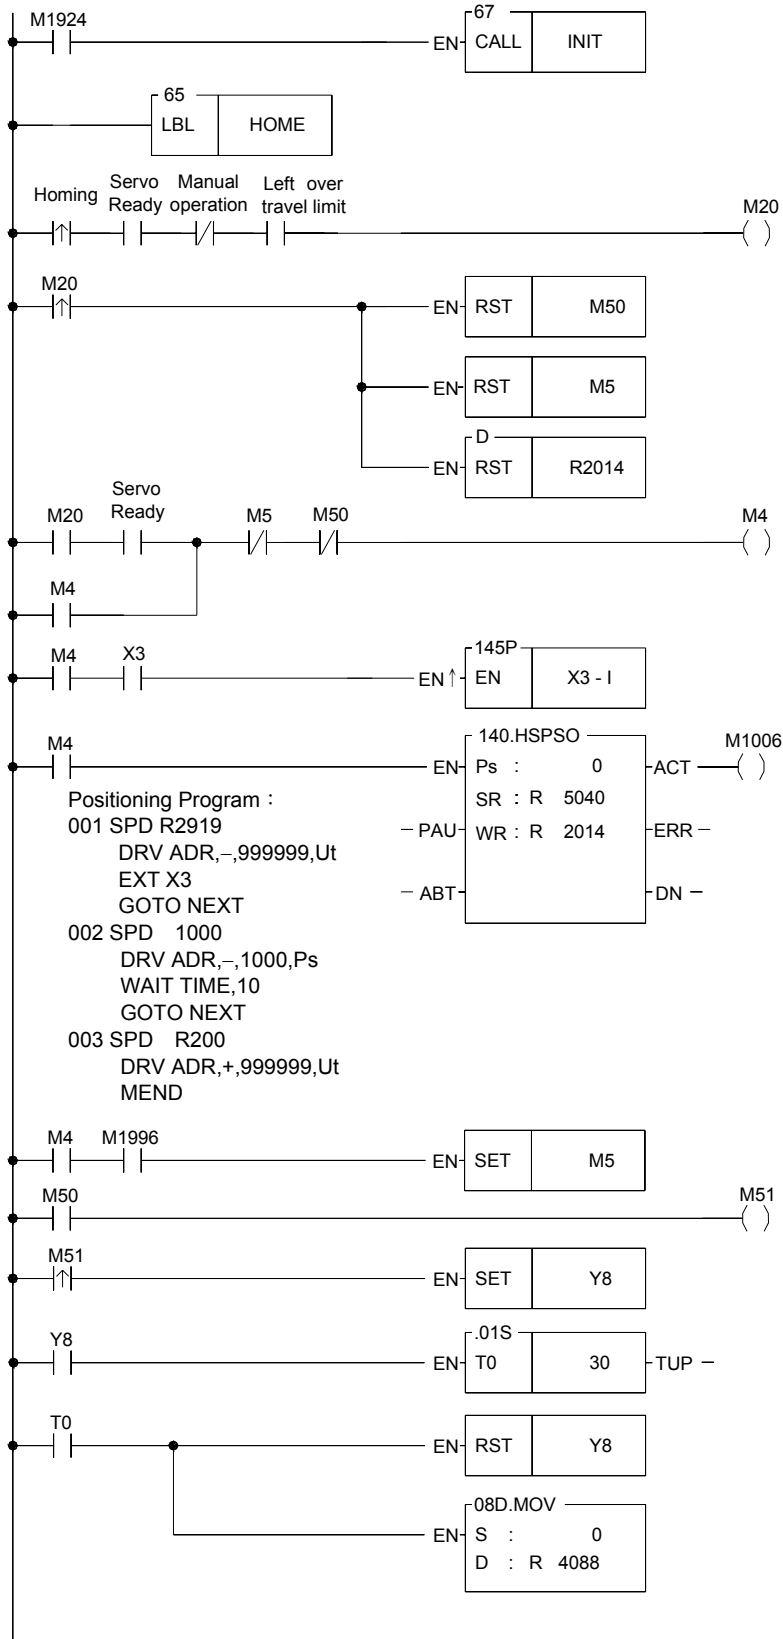 M1924
67
EN CALL INIT
65
LBL HOME
Homing Servo Ready Manual operation Left over travel limit M20
M20
EN RST M50
EN RST M5
D
EN RST R2014
Servo
Ready
M20 M5 M50 M4
M4
M4 X3
145P
EN↑ EN X3 - I
M4
140.HSPSO M1006
EN Ps : 0 ACT
SR : R 5040
PAU WR : R 2014 ERR
ABT DN
Positioning Program :
001 SPD R2919
DRV ADR,–,999999,Ut
EXT X3
GOTO NEXT
002 SPD 1000
DRV ADR,–,1000,Ps
WAIT TIME,10
GOTO NEXT
003 SPD R200
DRV ADR,+,999999,Ut
MEND
M4 M1996
EN SET M5
M50 M51
M51
EN SET Y8
Y8
.01S
EN T0 30 TUP
T0
EN RST Y8
08D.MOV
EN S : 0
D : R 4088